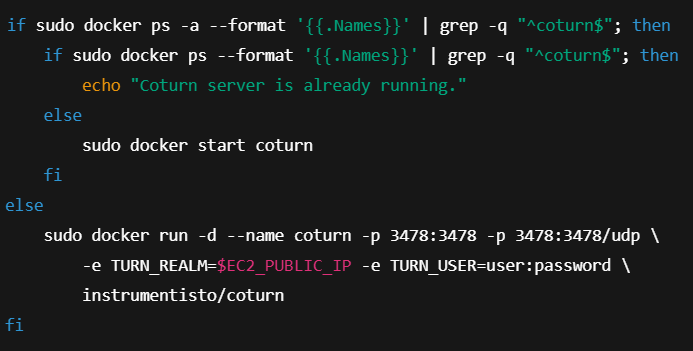 if sudo docker ps -a --format '{{.Names}}' | grep -q "^coturn$"; then
    if sudo docker ps --format '{{.Names}}' | grep -q "^coturn$"; then
        echo "Coturn server is already running."
    else
        sudo docker start coturn
    fi
else
    sudo docker run -d --name coturn -p 3478:3478 -p 3478:3478/udp \
        -e TURN_REALM=$EC2_PUBLIC_IP -e TURN_USER=user:password \
        instrumentisto/coturn
fi